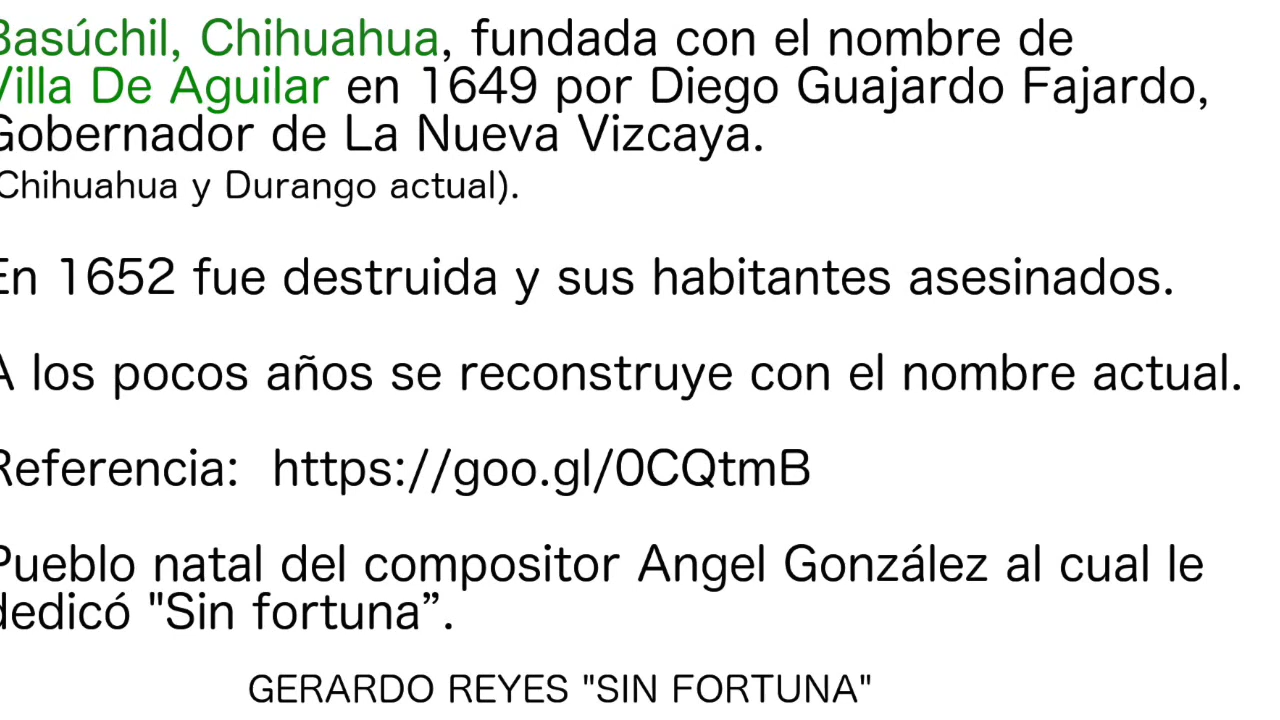 Basúchil, Chihuahua, fundada con el nombre de
Villa De Aguilar en 1649 por Diego Guajardo Fajardo,
Gobernador de La Nueva Vizcaya.
(Chihuahua y Durango actual).
En 1652 fue destruida y sus habitantes asesinados.
A los pocos años se reconstruye con el nombre actual.
Referencia: https://goo.gl/0CQtmB
Pueblo natal del compositor Angel González al cual le
dedicó "Sin fortuna”.
GERARDO REYES "SIN FORTUNA"